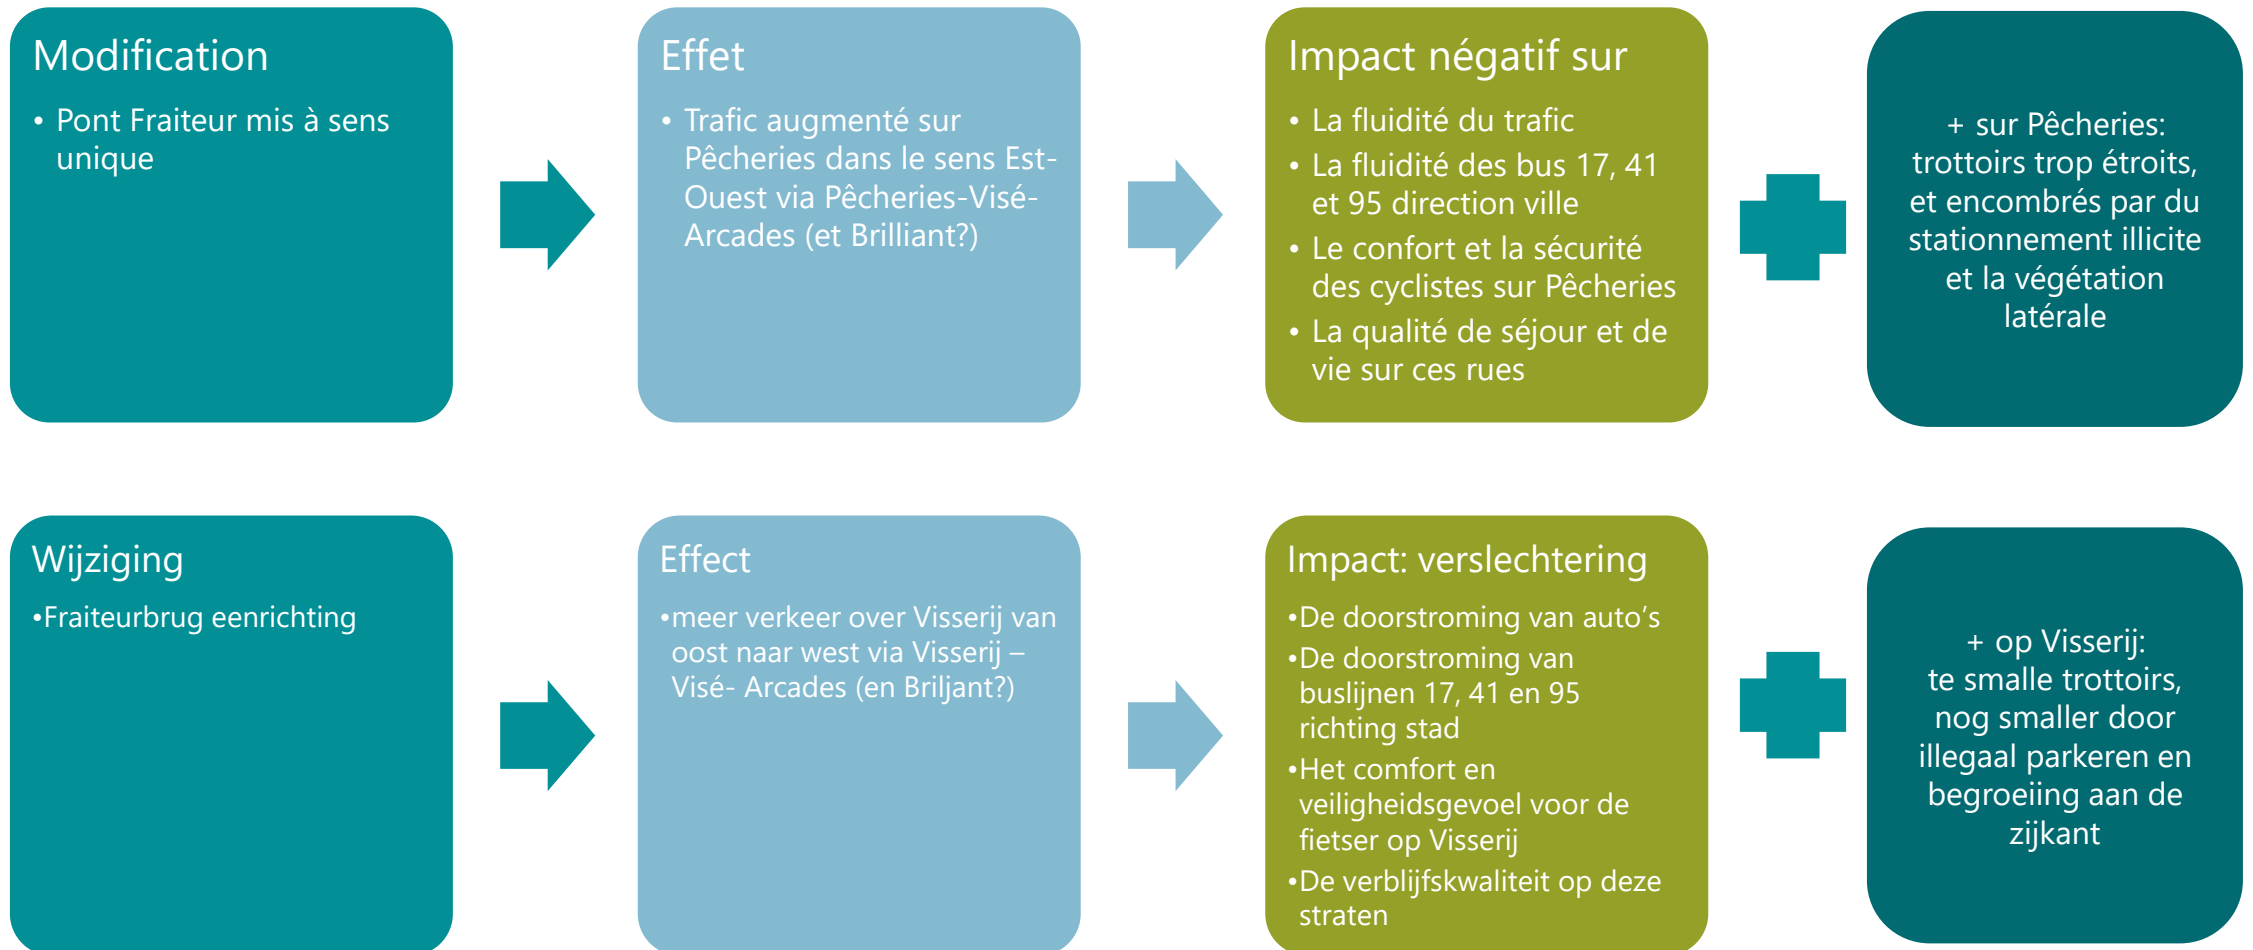 Modification
• Pont Fraiteur mis à sens
unique
Effet
• Trafic augmenté sur
Pêcheries dans le sens Est-
Ouest via Pêcheries-Visé-
Arcades (et Brilliant?)
Impact négatif sur
• La fluidité du trafic
• La fluidité des bus 17, 41
et 95 direction ville
• Le confort et la sécurité
des cyclistes sur Pêcheries
• La qualité de séjour et de
vie sur ces rues
+ sur Pêcheries:
trottoirs trop étroits,
et encombrés par du
stationnement illicite
et la végétation
latérale
Wijziging
•Fraiteurbrug eenrichting
Effect
•meer verkeer over Visserij van
oost naar west via Visserij –
Visé- Arcades (en Briljant?)
Impact: verslechtering
•De doorstroming van auto’s
•De doorstroming van
buslijnen 17, 41 en 95
richting stad
•Het comfort en
veiligheidsgevoel voor de
fietser op Visserij
•De verblijfskwaliteit op deze
straten
+ op Visserij:
te smalle trottoirs,
nog smaller door
illegaal parkeren en
begroeiing aan de
zijkant